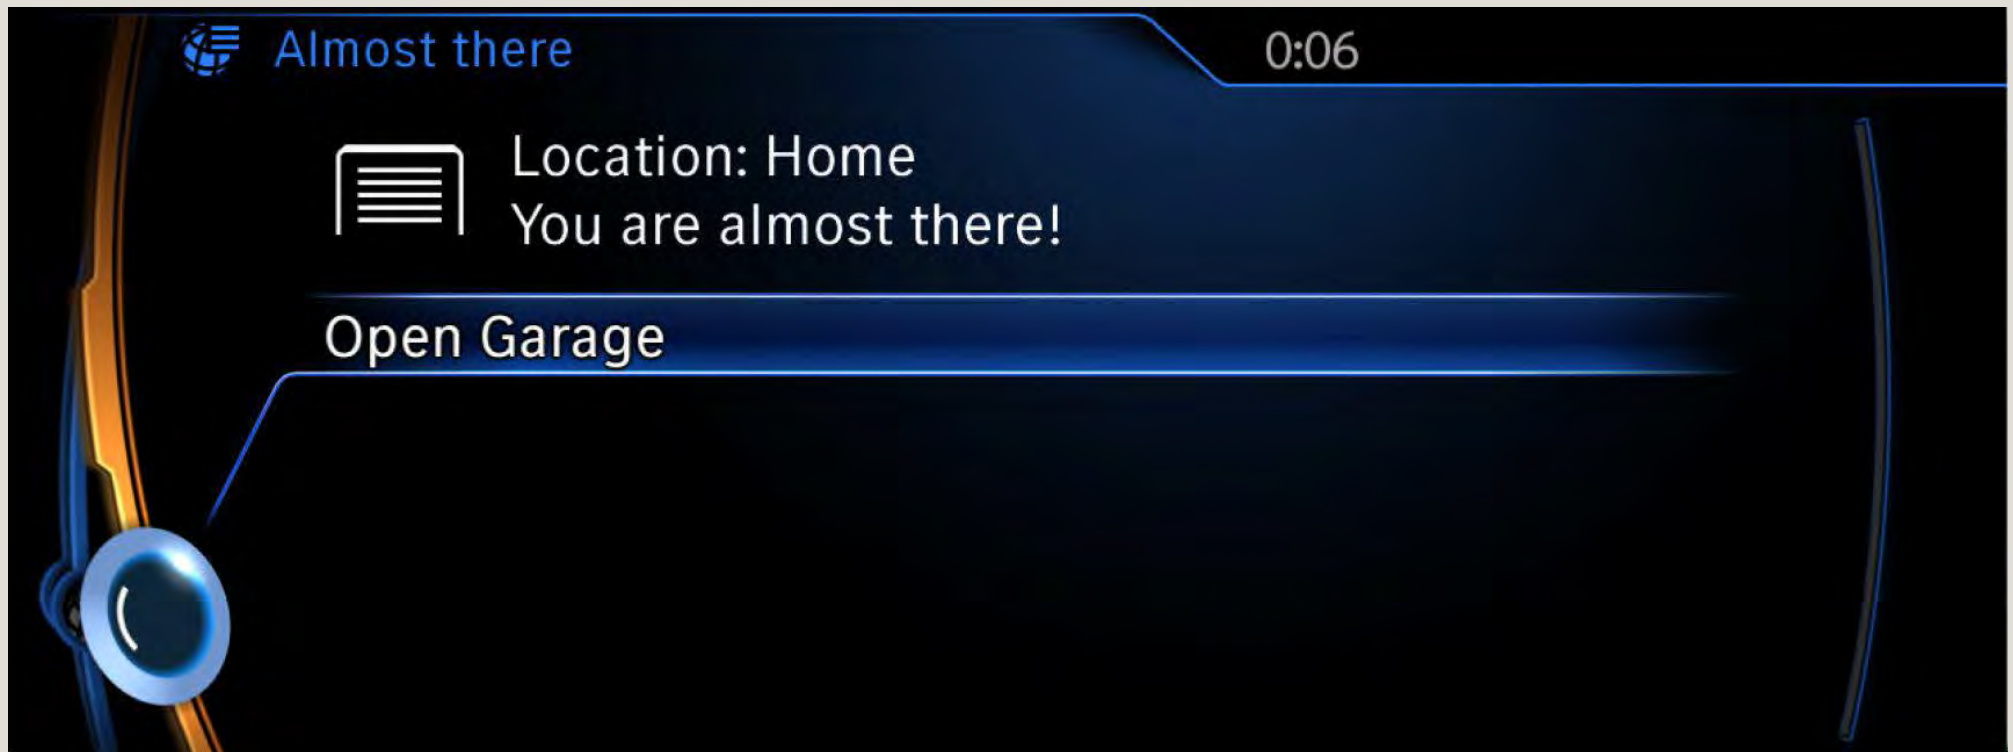 Almost there
0:06
Location: Home
You are almost there!
Open Garage